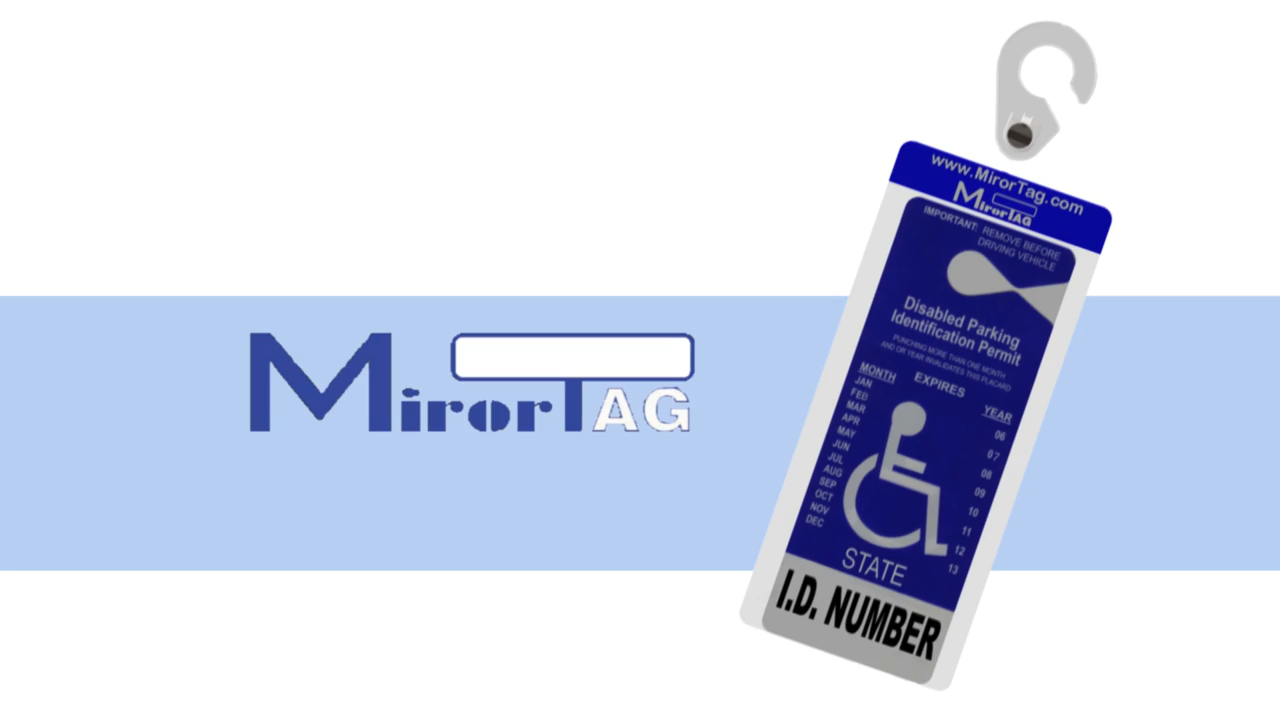 MirorTAG
www.MirorTag.com
MirorTAG
IMPORTANT: REMOVE BEFORE
DRIVING VEHICLE
Disabled Parking
Identification Permit
PUNCHING MORE THAN ONE MONTH
AND OR YEAR INVALIDATES THIS PLACARD
MONTH
EXPIRES
YEAR
JAN
FEB
MAR
APR
MAY
JUN
JUL
AUG
SEP
OCT
NOV
DEC
06
07
08
09
10
11
12
13
STATE
I.D. NUMBER